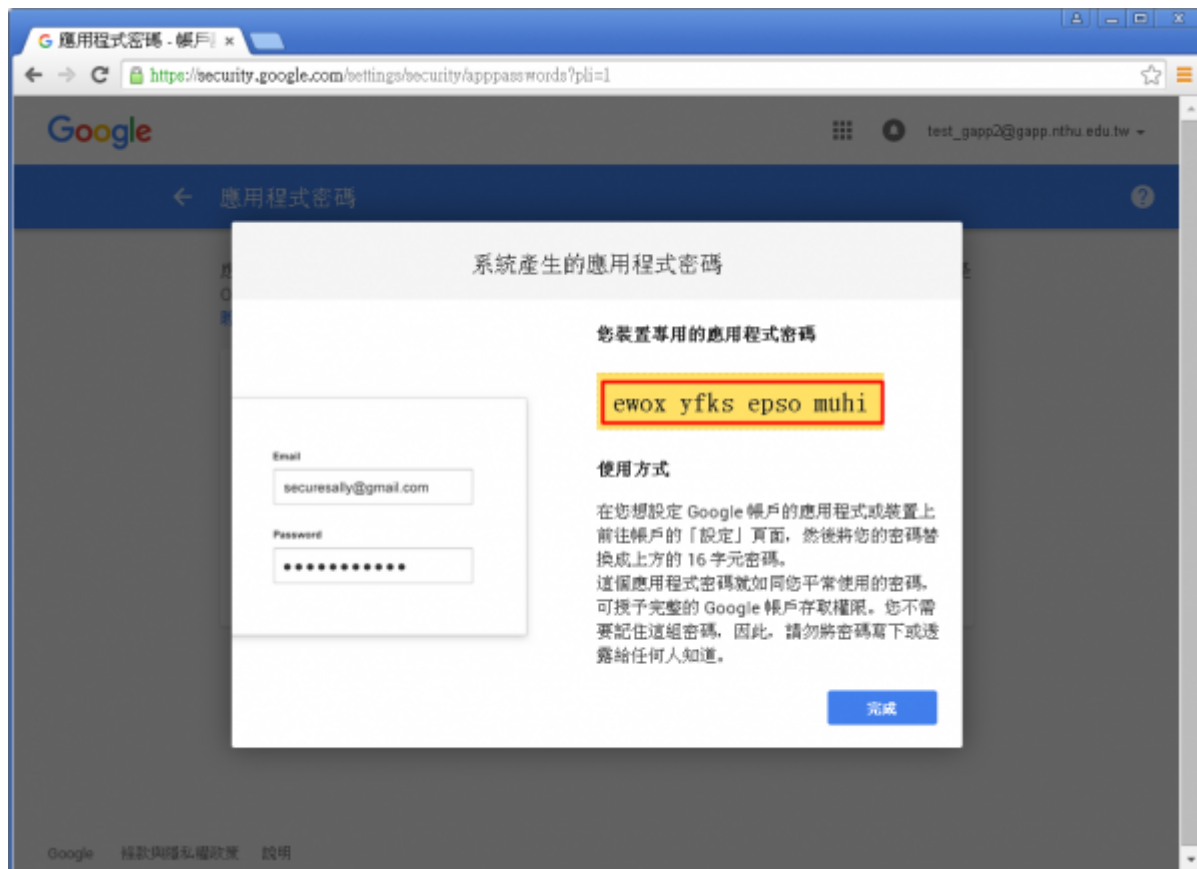 應用程式密碼 - 帳戶
https://security.google.com/settings/security/apppasswords?pli=1
Google
test_gapp2@gapp.nthu.edu.tw
應用程式密碼
系統產生的應用程式密碼
您裝置專用的應用程式密碼
ewox yfks epso muhi
Email
securesally@gmail.com
Password
使用方式
在您想設定 Google 帳戶的應用程式或裝置上
前往帳戶的「設定」頁面，然後將您的密碼替
換成上方的 16 字元密碼。
這個應用程式密碼就如同您平常使用的密碼，
可授予完整的 Google 帳戶存取權限。您不需
要記住這組密碼，因此，請勿將密碼寫下或透
露給任何人知道。
完成
Google 條款與隱私權政策 說明